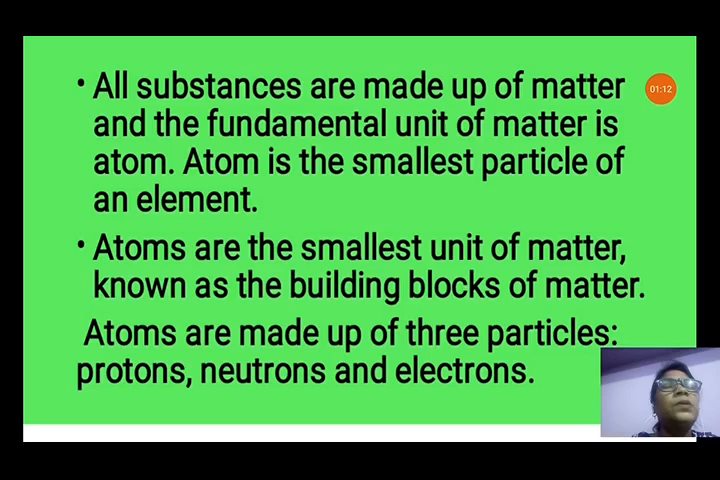 • All substances are made up of matter
01:12
and the fundamental unit of matter is
atom. Atom is the smallest particle of
an element.
• Atoms are the smallest unit of matter,
known as the building blocks of matter.
Atoms are made up of three particles:
protons, neutrons and electrons.